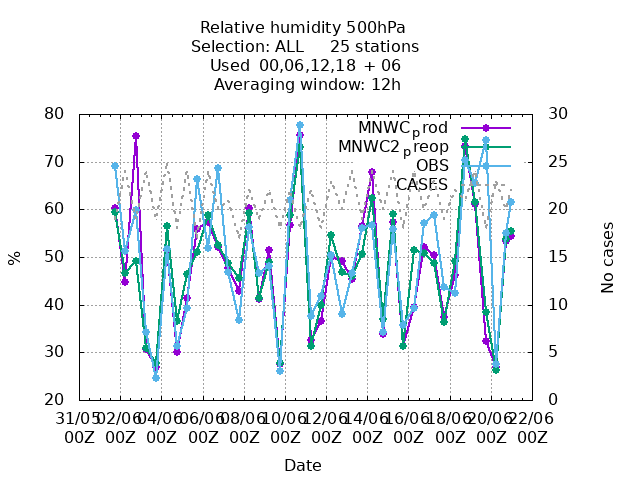 Relative humidity 500hPa
Selection: ALL 25 stations
Used 00,06,12,18 + 06
Averaging window: 12h
80 30
MNWCprod
MNWC2preop
70 OBS 25
CASES
60 20
% No cases
50 15
40 10
30 5
20 0
31/05 02/06 04/06 06/06 08/06 10/06 12/06 14/06 16/06 18/06 20/06 22/06
00Z 00Z 00Z 00Z 00Z 00Z 00Z 00Z 00Z 00Z 00Z 00Z
Date